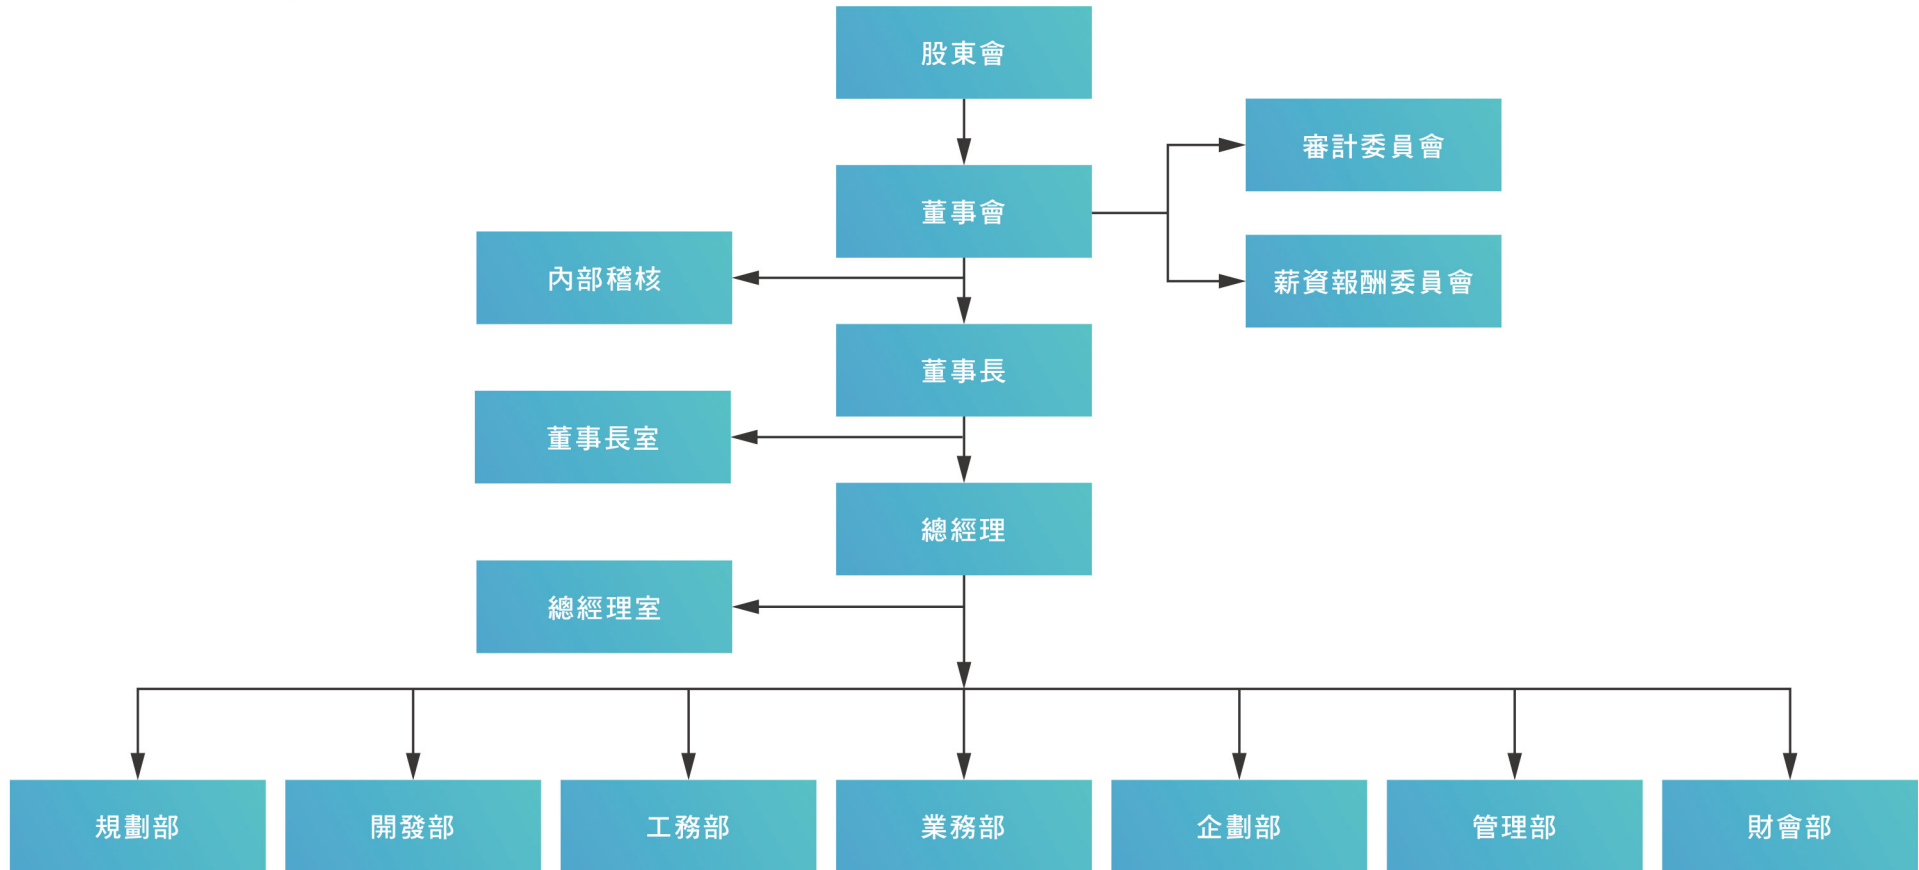 股東會
審計委員會
董事會
內部稽核
薪資報酬委員會
董事長
董事長室
總經理
總經理室
規劃部
開發部
工務部
業務部
企劃部
管理部
財會部